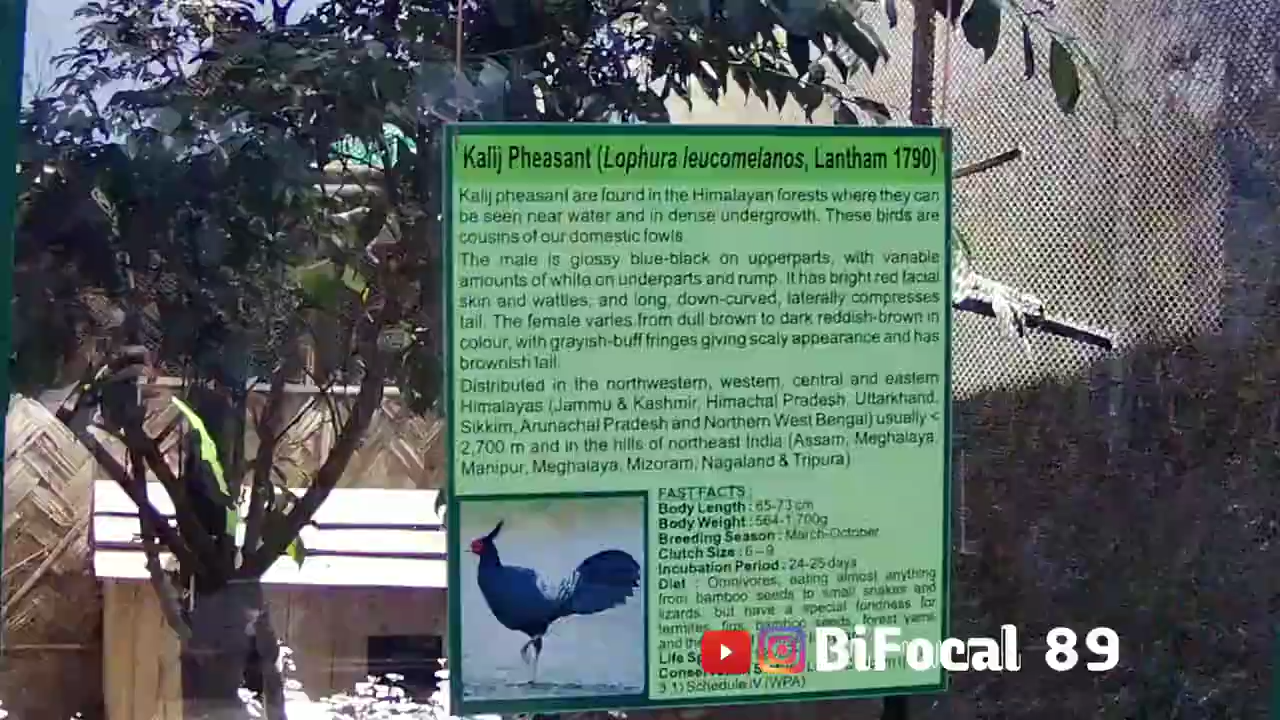 Kalij Pheasant (Lophura leucomelanos, Lantham 1790)
Kalij pheasant are found in the Himalayan forests where they can
be seen near water and in dense undergrowth. These birds are
cousins of our domestic fowls
The male is glossy blue-black on upperparts, with variable
amounts of white on underparts and rump. It has bright red facial
skin and wattles, and long, down-curved, laterally compresses
tail. The female varies from dull brown to dark reddish-brown in
colour, with grayish-buff fringes giving scaly appearance and has
brownish tail.
Distributed in the northwestern, western, central and eastern
Himalayas (Jammu & Kashmir, Himachal Pradesh, Uttarkhand,
Sikkim, Arunachal Pradesh and Northern West Bengal) usually <
2,700 m and in the hills of northeast India (Assam, Meghalaya,
Manipur, Meghalaya, Mizoram, Nagaland & Tripura)
FAST FACTS :
Body Length : 65-73 cm
Body Weight : 564-1,700g
Breeding Season : March-October
Clutch Size : 6 – 9
Incubation Period : 24-25 days
Diet : Omnivores, eating almost anything
from bamboo seeds to small snakes and
lizards, but have a special fondness for
termites, figs, bamboo seeds, forest yams
and the
Life
3.1) Schedule IV (WPA)
BiFocal 89